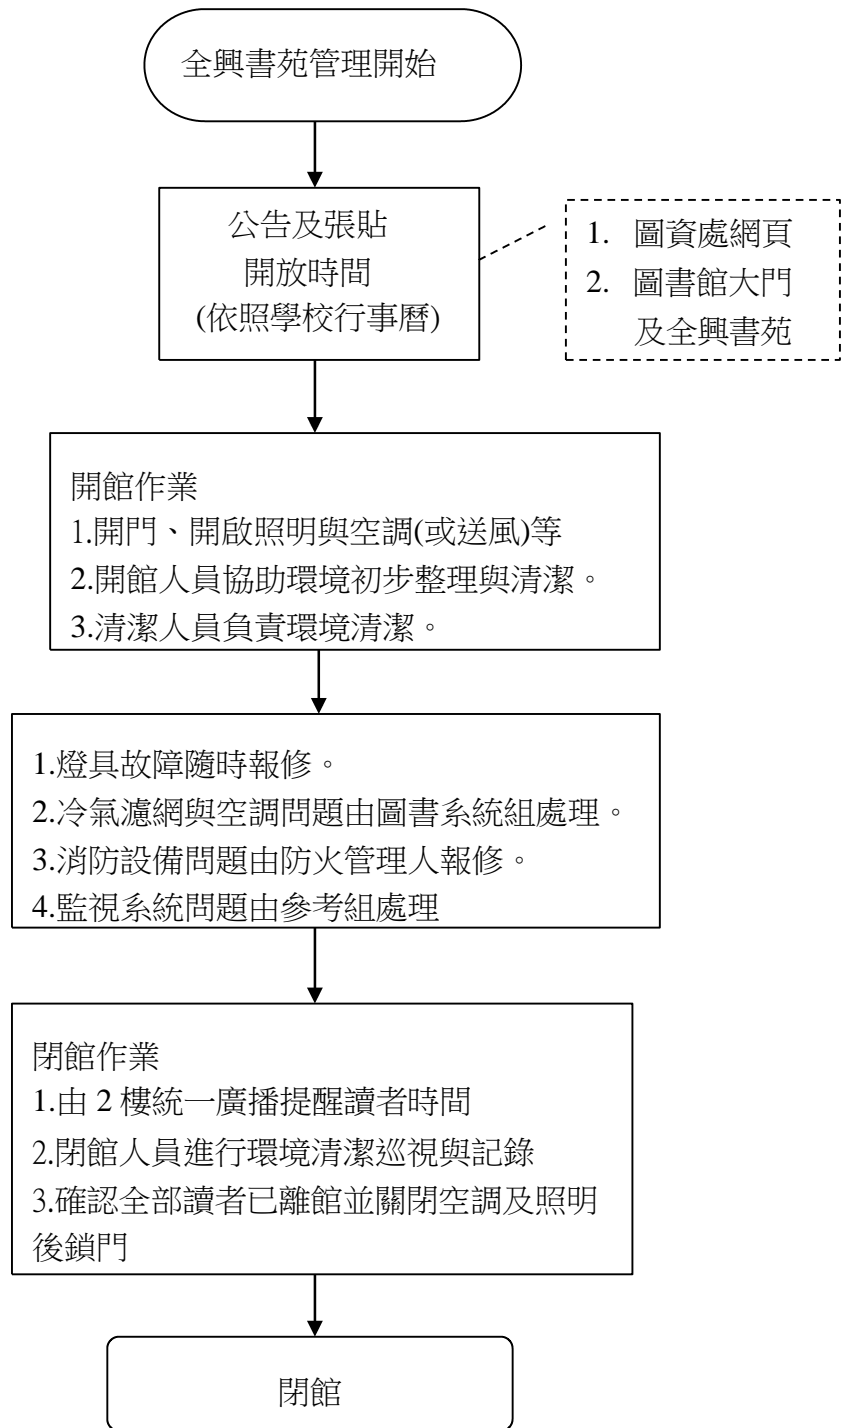 全興書苑管理開始
公告及張貼
開放時間
(依照學校行事曆)
1. 圖資處網頁
2. 圖書館大門
及全興書苑
開館作業
1.開門、開啟照明與空調(或送風)等
2.開館人員協助環境初步整理與清潔。
3.清潔人員負責環境清潔。
1.燈具故障隨時報修。
2.冷氣濾網與空調問題由圖書系統組處理。
3.消防設備問題由防火管理人報修。
4.監視系統問題由參考組處理
閉館作業
1.由 2 樓統一廣播提醒讀者時間
2.閉館人員進行環境清潔巡視與記錄
3.確認全部讀者已離館並關閉空調及照明
後鎖門
閉館